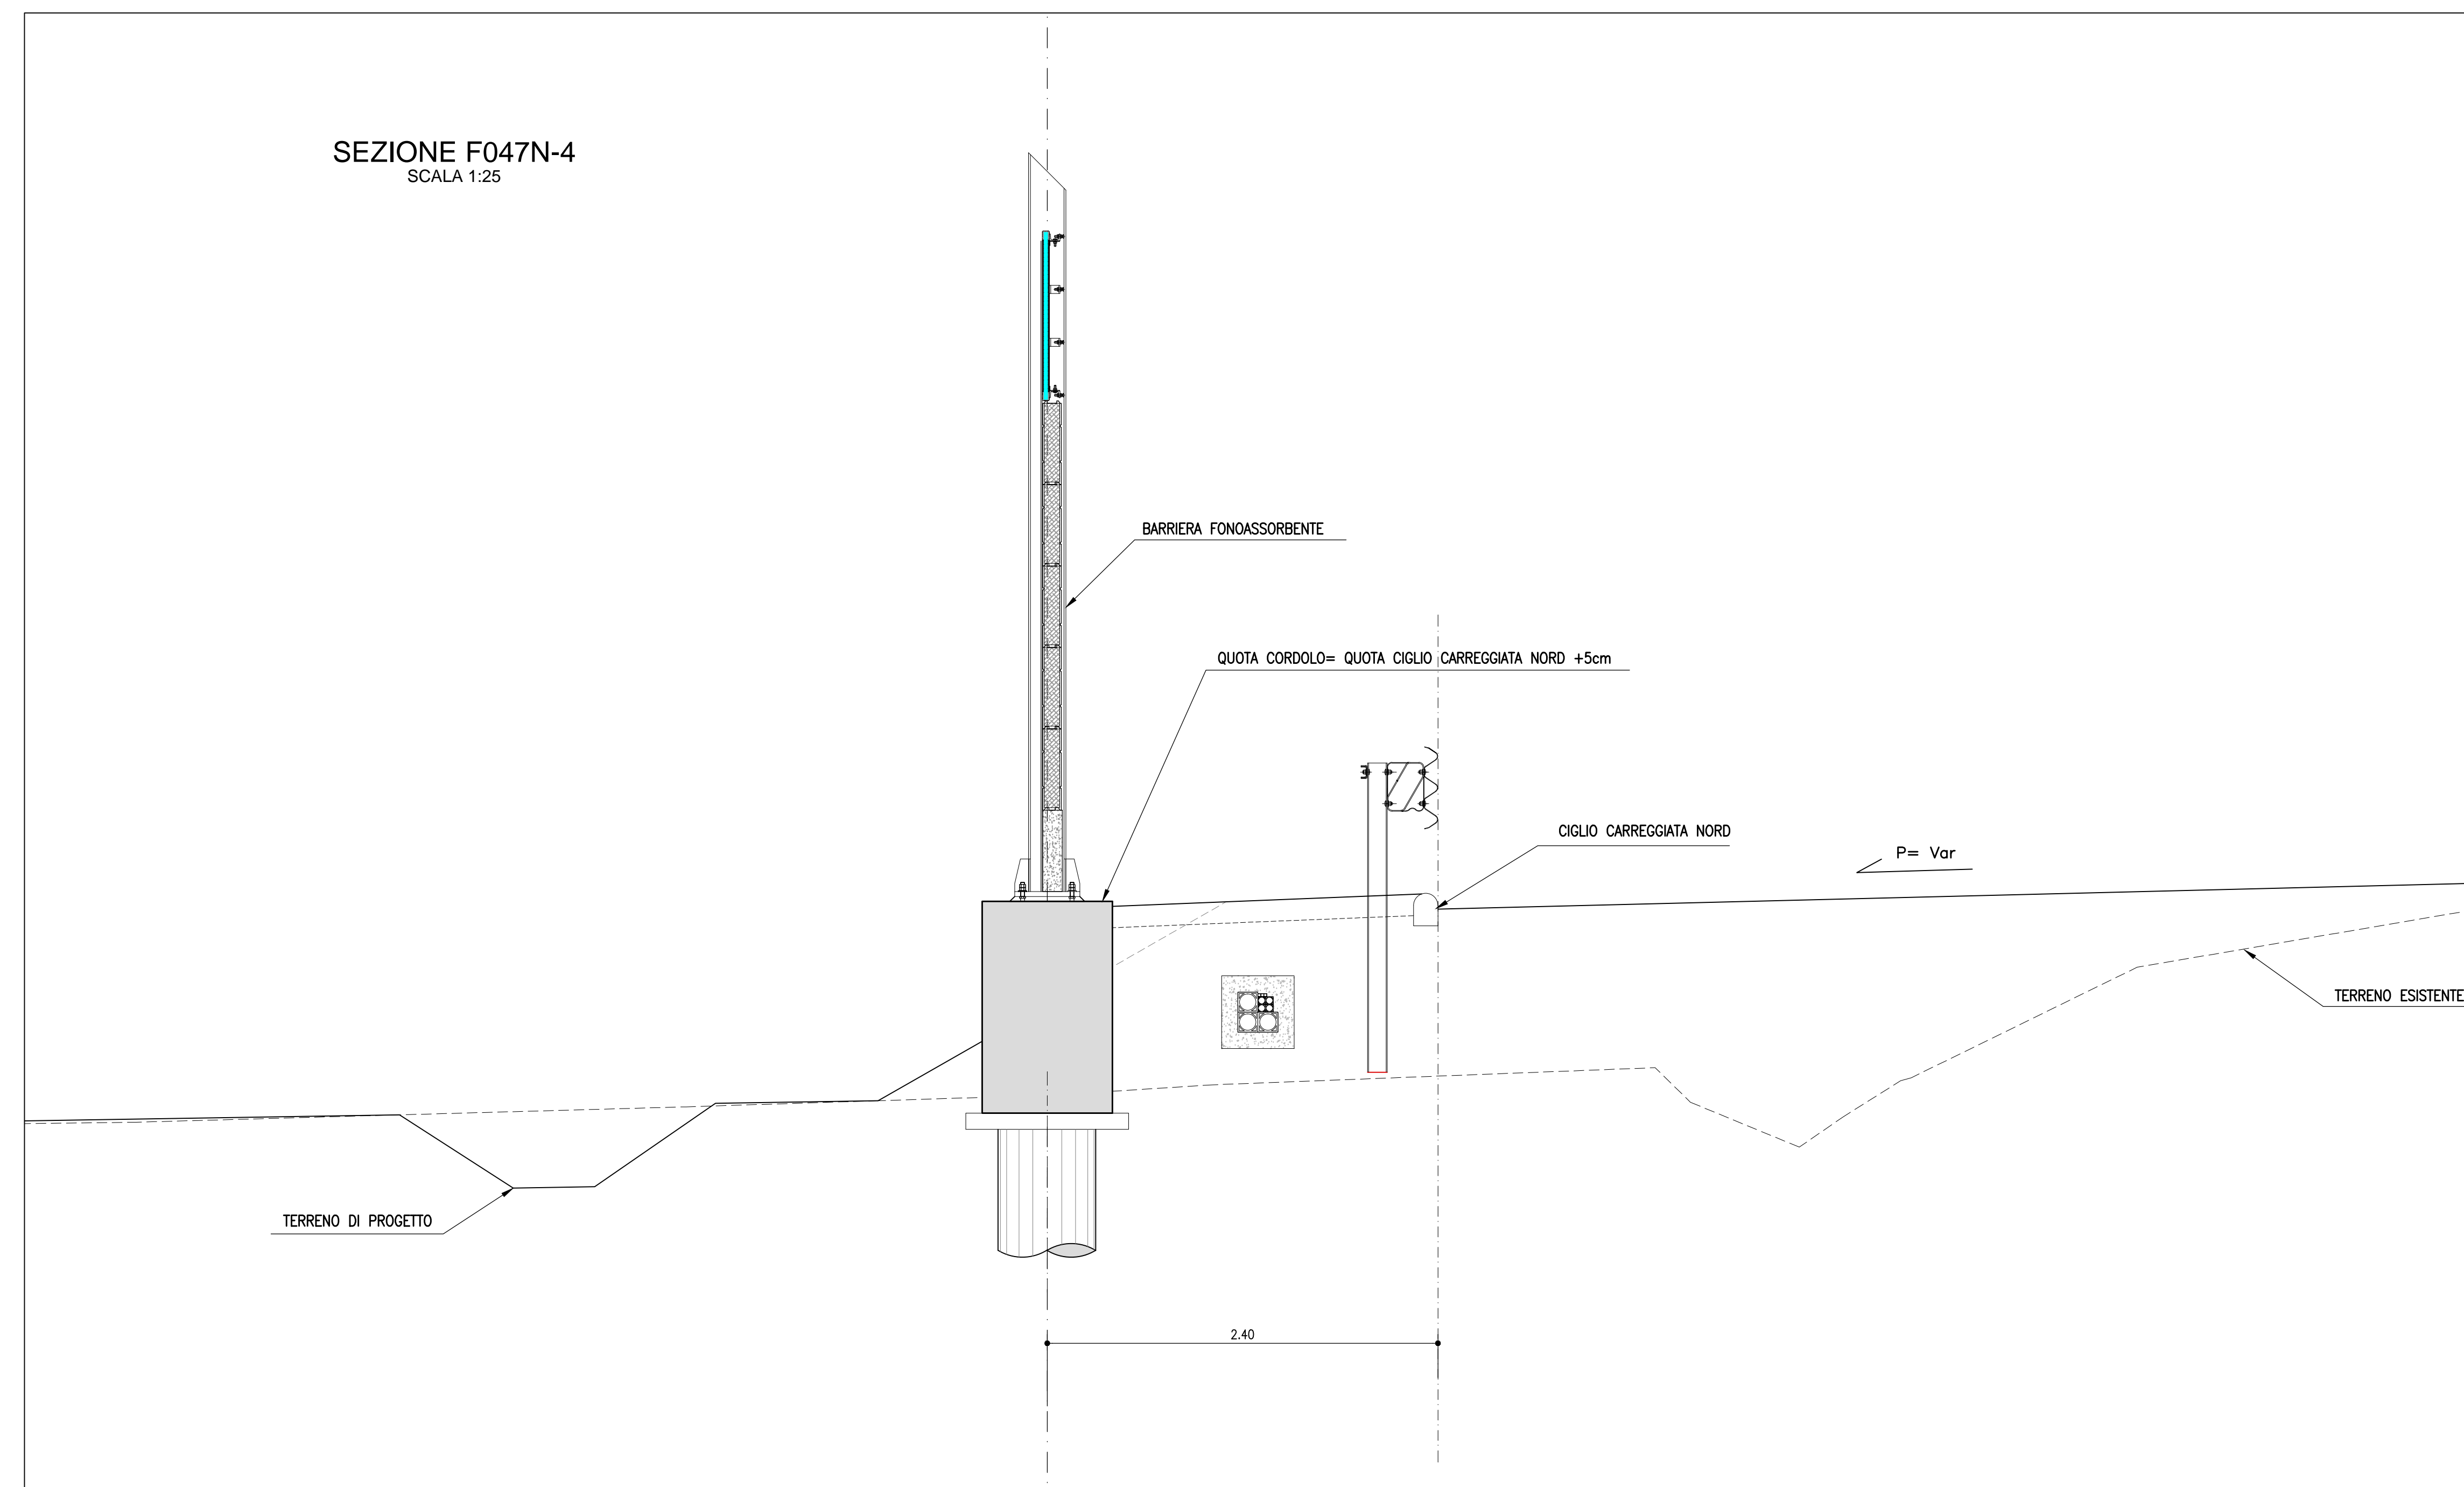 SEZIONE F047N-4
SCALA 1:25
BARRIERA FONOASSORBENTE
QUOTA CORDOLO= QUOTA CIGLIO CARREGGIATA NORD +5cm
CIGLIO CARREGGIATA NORD
P= Var
TERRENO ESISTENTE
TERRENO DI PROGETTO
2.40